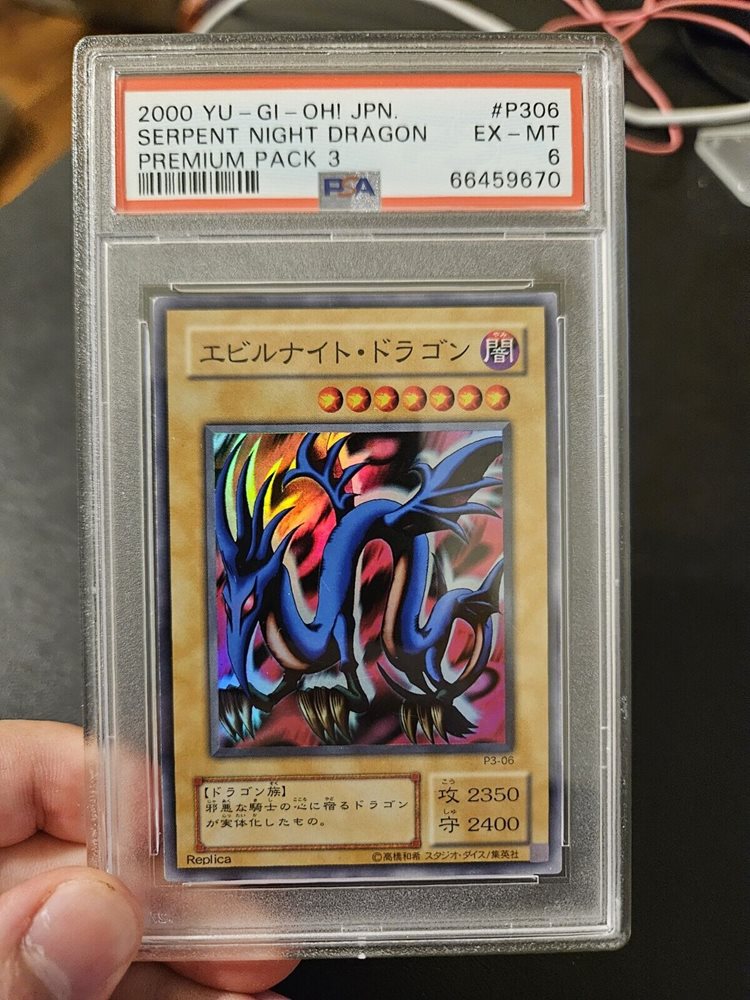 2000 YU-GI-OH! JPN. #P306
SERPENT NIGHT DRAGON EX-MT
PREMIUM PACK 3 6
PSA 66459670
エビルナイト・ドラゴン 闇
やみ
P3-06
【ドラゴン族】
邪悪な騎士の心に宿るドラゴン
が実体化したもの。
攻 2350
守 2400
Replica ©高橋和希 スタジオ・ダイス/集英社